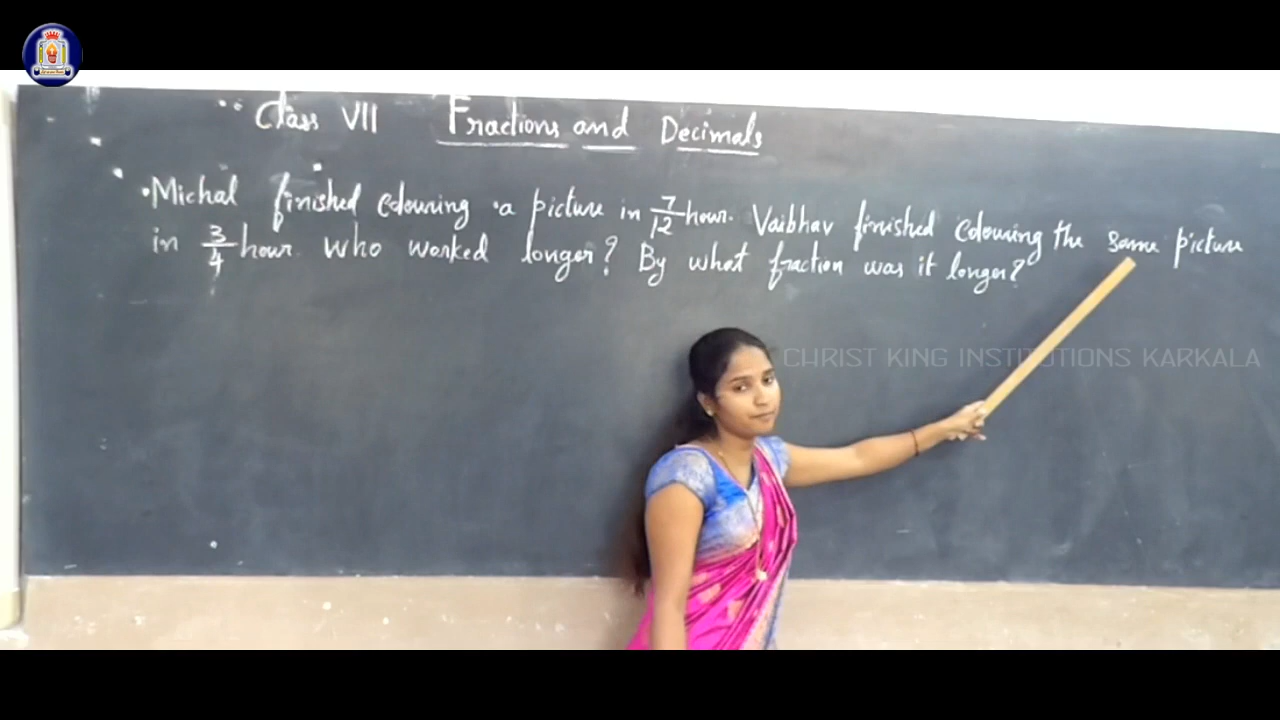 Class VII Fractions and Decimals
• Michal finished colouring a picture in 7/12 hour. Vaibhav finished colouring the same picture
in 3/4 hour. who worked longer? By what fraction was it longer?
CHRIST KING INSTITUTIONS KARKALA